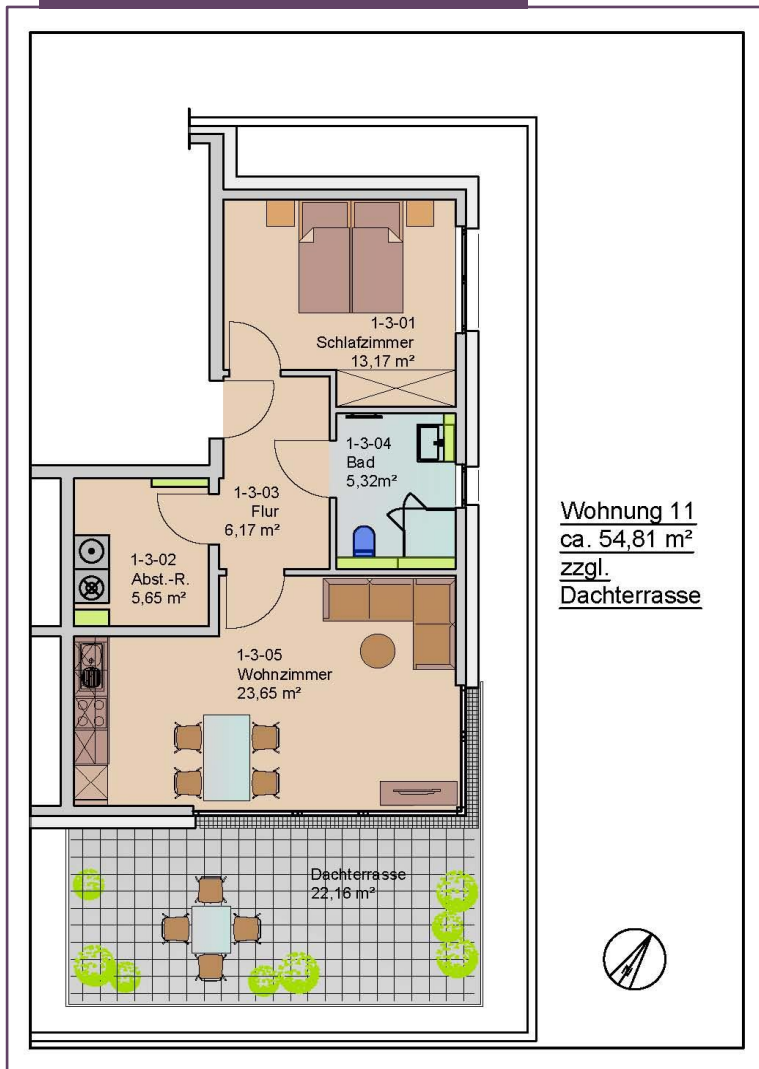 1-3-01
Schlafzimmer
13,17 m²
1-3-04
Bad
5,32m²
1-3-03
Flur
6,17 m²
1-3-02
Abst.-R.
5,65 m²
1-3-05
Wohnzimmer
23,65 m²
Dachterrasse
22,16 m²
Wohnung 11
ca. 54,81 m²
zzgl.
Dachterrasse